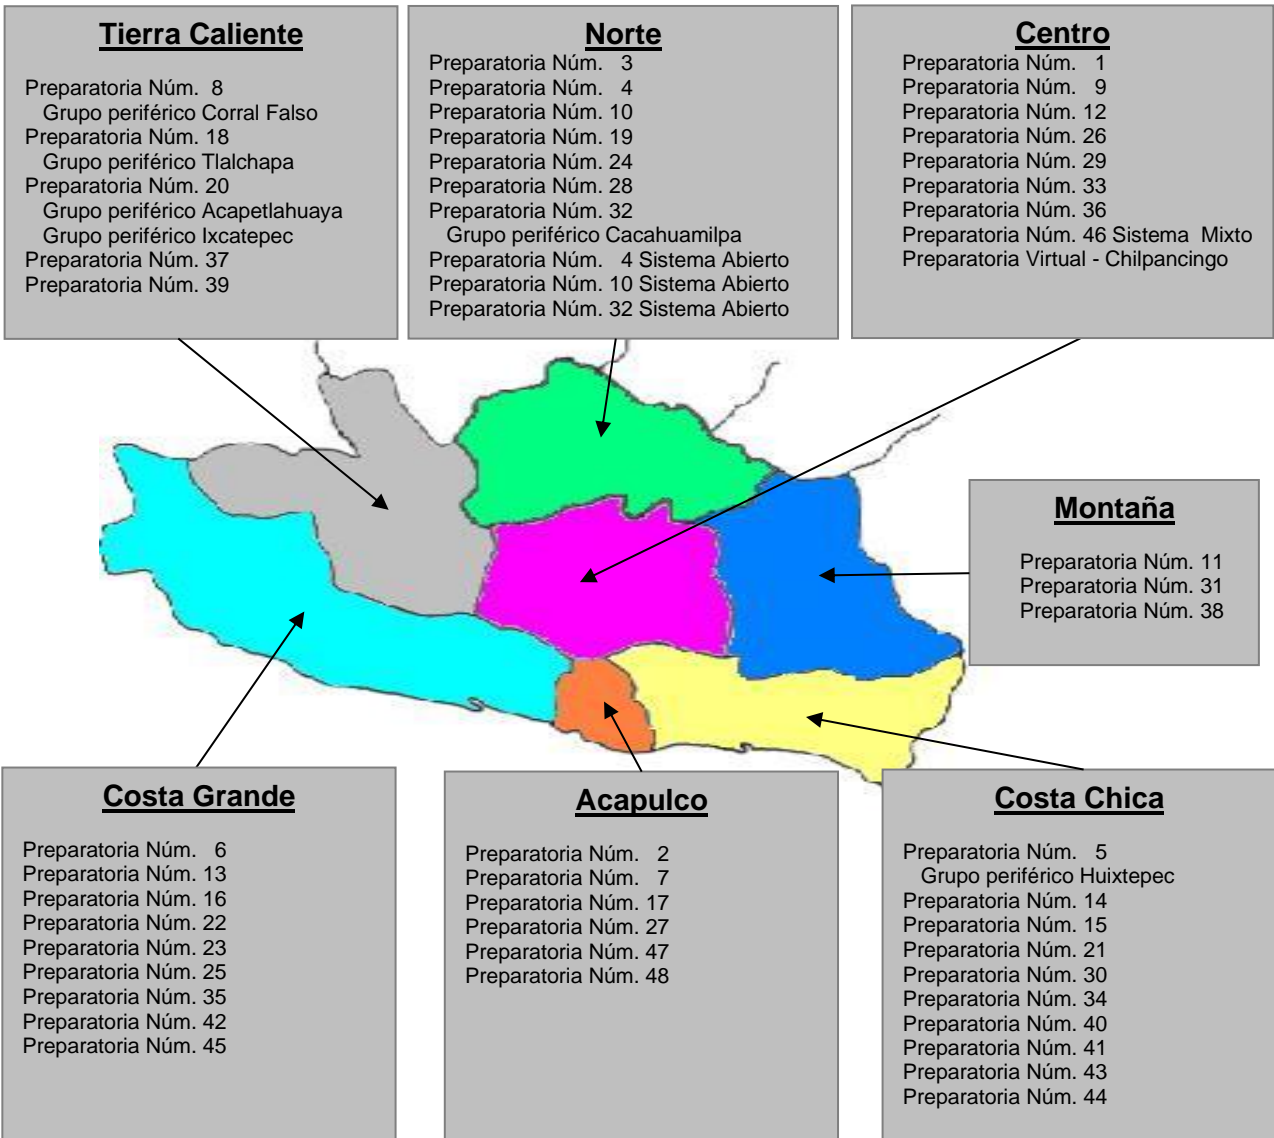 Tierra Caliente
Preparatoria Núm. 8
Grupo periférico Corral Falso
Preparatoria Núm. 18
Grupo periférico Tlalchapa
Preparatoria Núm. 20
Grupo periférico Acapetlahuaya
Grupo periférico Ixcatepec
Preparatoria Núm. 37
Preparatoria Núm. 39
Norte
Preparatoria Núm. 3
Preparatoria Núm. 4
Preparatoria Núm. 10
Preparatoria Núm. 19
Preparatoria Núm. 24
Preparatoria Núm. 28
Preparatoria Núm. 32
Grupo periférico Cacahuamilpa
Preparatoria Núm. 4 Sistema Abierto
Preparatoria Núm. 10 Sistema Abierto
Preparatoria Núm. 32 Sistema Abierto
Centro
Preparatoria Núm. 1
Preparatoria Núm. 9
Preparatoria Núm. 12
Preparatoria Núm. 26
Preparatoria Núm. 29
Preparatoria Núm. 33
Preparatoria Núm. 36
Preparatoria Núm. 46 Sistema Mixto
Preparatoria Virtual - Chilpancingo
Montaña
Preparatoria Núm. 11
Preparatoria Núm. 31
Preparatoria Núm. 38
Costa Grande
Preparatoria Núm. 6
Preparatoria Núm. 13
Preparatoria Núm. 16
Preparatoria Núm. 22
Preparatoria Núm. 23
Preparatoria Núm. 25
Preparatoria Núm. 35
Preparatoria Núm. 42
Preparatoria Núm. 45
Acapulco
Preparatoria Núm. 2
Preparatoria Núm. 7
Preparatoria Núm. 17
Preparatoria Núm. 27
Preparatoria Núm. 47
Preparatoria Núm. 48
Costa Chica
Preparatoria Núm. 5
Grupo periférico Huixtepec
Preparatoria Núm. 14
Preparatoria Núm. 15
Preparatoria Núm. 21
Preparatoria Núm. 30
Preparatoria Núm. 34
Preparatoria Núm. 40
Preparatoria Núm. 41
Preparatoria Núm. 43
Preparatoria Núm. 44